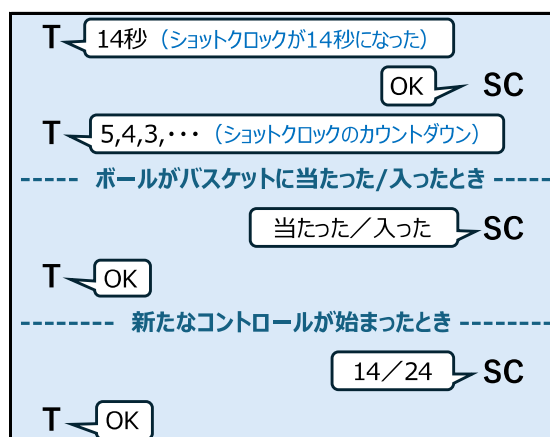 T 14秒（ショットクロックが14秒になった）
OK SC
T 5,4,3,･･･（ショットクロックのカウントダウン）
----- ボールがバスケットに当たった/入ったとき -----
当たった／入った SC
T OK
-------- 新たなコントロールが始まったとき --------
14／24 SC
T OK